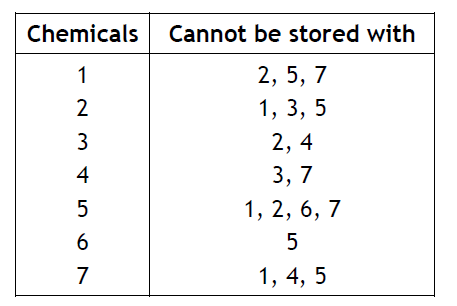 Chemicals Cannot be stored with
1 2, 5, 7
2 1, 3, 5
3 2, 4
4 3, 7
5 1, 2, 6, 7
6 5
7 1, 4, 5